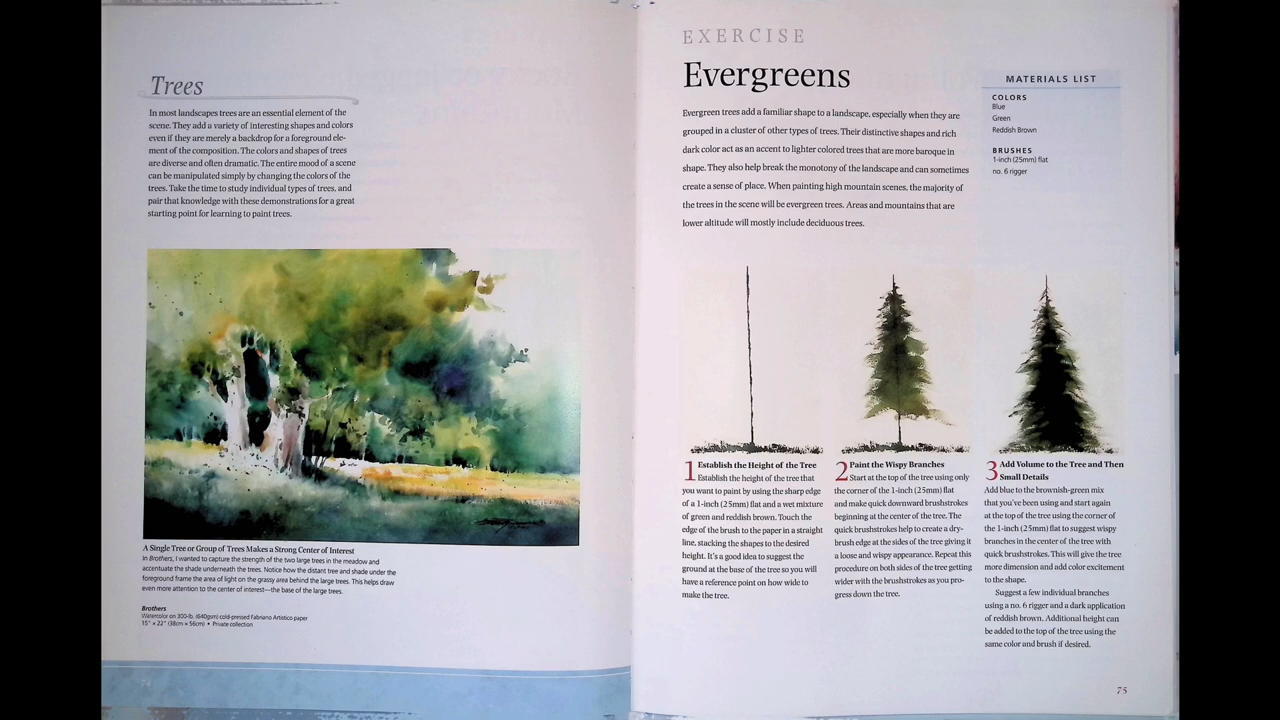 Trees
In most landscapes trees are an essential element of the
scene. They add a variety of interesting shapes and colors
even if they are merely a backdrop for a foreground ele-
ment of the composition. The colors and shapes of trees
are diverse and often dramatic. The entire mood of a scene
can be manipulated simply by changing the colors of the
trees. Take the time to study individual types of trees, and
pair that knowledge with these demonstrations for a great
starting point for learning to paint trees.
A Single Tree or Group of Trees Makes a Strong Center of Interest
In Brothers, I wanted to capture the strength of the two large trees in the meadow and
accentuate the shade underneath the trees. Notice how the distant tree and shade under the
foreground frame the area of light on the grassy area behind the large trees. This helps draw
even more attention to the center of interest—the base of the large trees.
Brothers
Watercolor on 300-lb. (640gsm) cold-pressed Fabriano Artistico paper
15" × 22" (38cm × 56cm) • Private collection
EXERCISE
Evergreens
Evergreen trees add a familiar shape to a landscape, especially when they are
grouped in a cluster of other types of trees. Their distinctive shapes and rich
dark color act as an accent to lighter colored trees that are more baroque in
shape. They also help break the monotony of the landscape and can sometimes
create a sense of place. When painting high mountain scenes, the majority of
the trees in the scene will be evergreen trees. Areas and mountains that are
lower altitude will mostly include deciduous trees.
MATERIALS LIST
COLORS
Blue
Green
Reddish Brown
BRUSHES
1-inch (25mm) flat
no. 6 rigger
1 Establish the Height of the Tree
Establish the height of the tree that
you want to paint by using the sharp edge
of a 1-inch (25mm) flat and a wet mixture
of green and reddish brown. Touch the
edge of the brush to the paper in a straight
line, stacking the shapes to the desired
height. It's a good idea to suggest the
ground at the base of the tree so you will
have a reference point on how wide to
make the tree.
2 Paint the Wispy Branches
Start at the top of the tree using only
the corner of the 1-inch (25mm) flat
and make quick downward brushstrokes
beginning at the center of the tree. The
quick brushstrokes help to create a dry-
brush edge at the sides of the tree giving it
a loose and wispy appearance. Repeat this
procedure on both sides of the tree getting
wider with the brushstrokes as you pro-
gress down the tree.
3 Add Volume to the Tree and Then
Small Details
Add blue to the brownish-green mix
that you've been using and start again
at the top of the tree using the corner of
the 1-inch (25mm) flat to suggest wispy
branches in the center of the tree with
quick brushstrokes. This will give the tree
more dimension and add color excitement
to the shape.
Suggest a few individual branches
using a no. 6 rigger and a dark application
of reddish brown. Additional height can
be added to the top of the tree using the
same color and brush if desired.
75